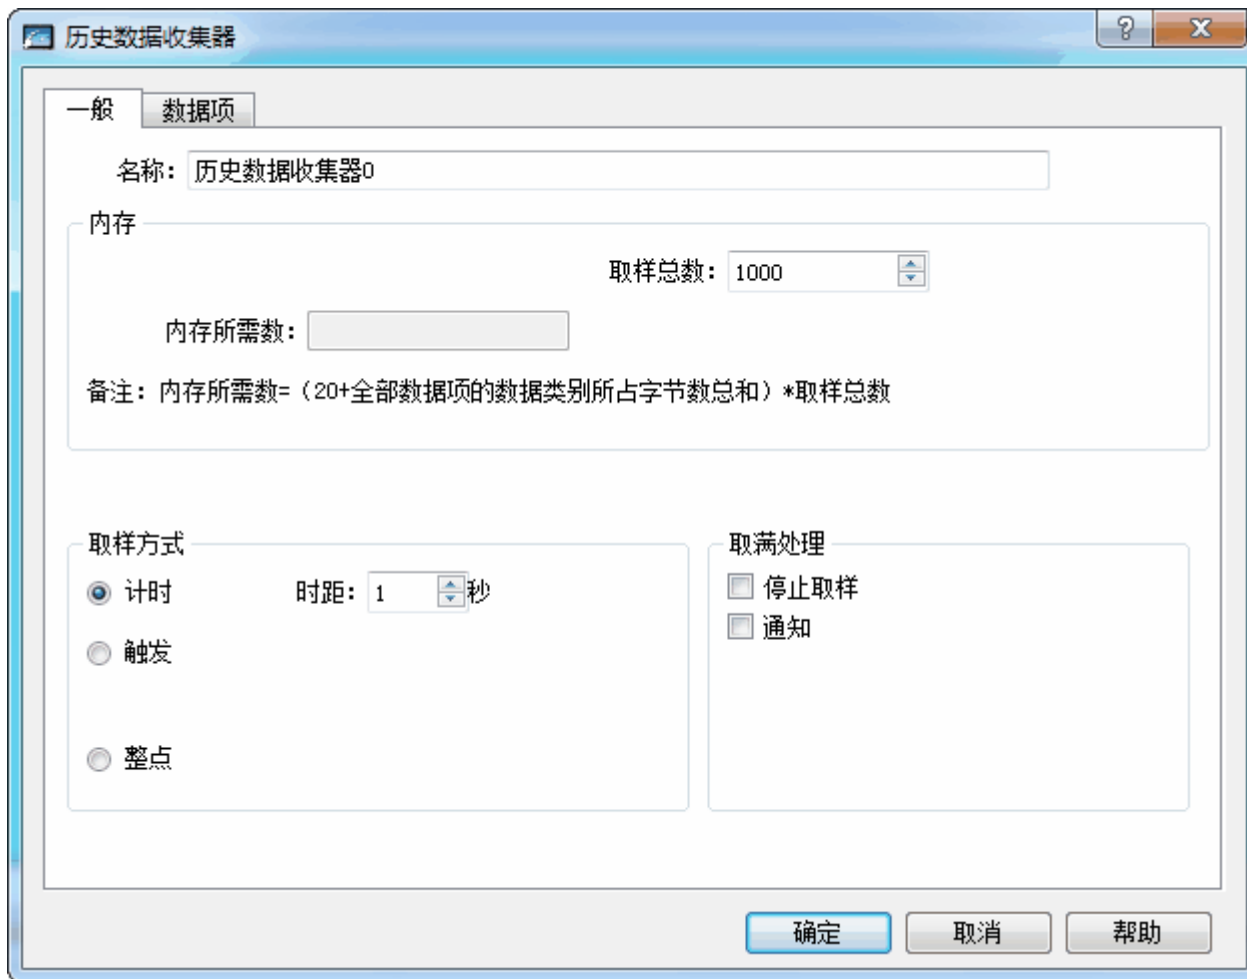 历史数据收集器
一般 数据项
名称: 历史数据收集器0
内存
取样总数: 1000
内存所需数:
备注: 内存所需数=（20+全部数据项的数据类别所占字节数总和）*取样总数
取样方式 取满处理
计时 时距: 1 秒 停止取样
通知
触发
整点
确定 取消 帮助